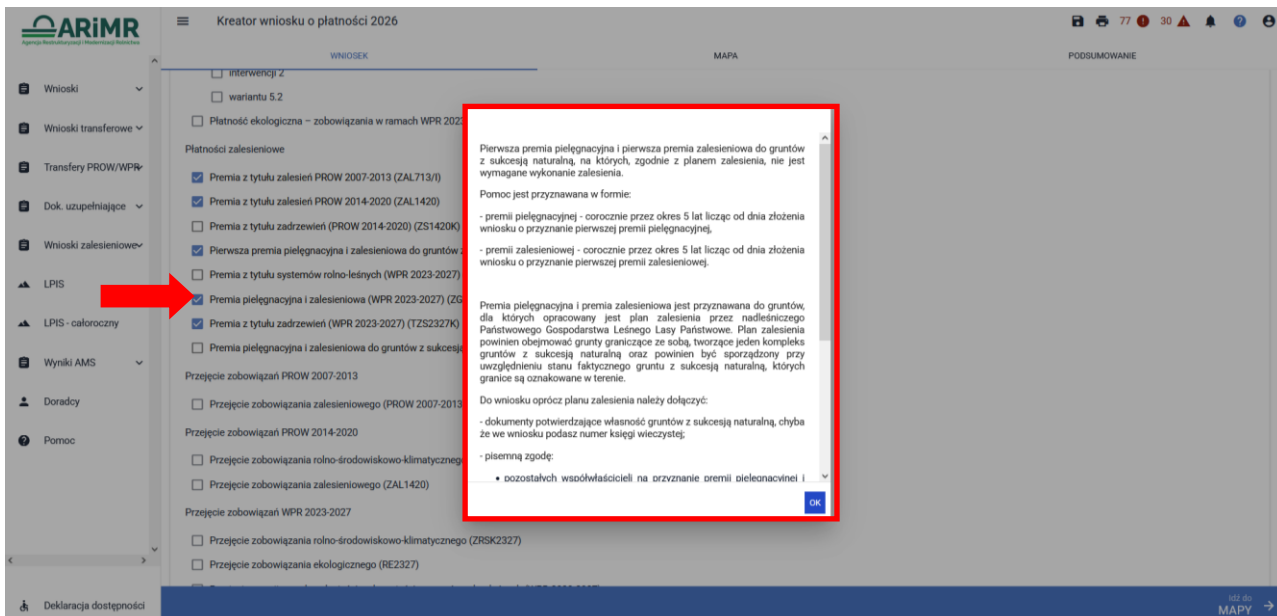 ARiMR
Agencja Restrukturyzacji i Modernizacji Rolnictwa
Kreator wniosku o płatności 2026
77
30
WNIOSEK
MAPA
PODSUMOWANIE
Wnioski
Wnioski transferowe
Transfery PROW/WPR
Dok. uzupełniające
Wnioski zalesieniowe
LPIS
LPIS - całoroczny
Wyniki AMS
Doradcy
Pomoc
Deklaracja dostępności
interwencji 2
wariantu 5.2
Płatność ekologiczna – zobowiązania w ramach WPR
Płatności zalesieniowe
Premia z tytułu zalesień PROW 2007-2013 (ZAL713/I)
Premia z tytułu zalesień PROW 2014-2020 (ZAL1420)
Premia z tytułu zadrzewień (PROW 2014-2020) (ZS1420K)
Pierwsza premia pielęgnacyjna i zalesieniowa do gruntów
Premia z tytułu systemów rolno-leśnych (WPR 2023-2027)
Premia pielęgnacyjna i zalesieniowa (WPR 2023-2027) (ZG
Premia z tytułu zadrzewień (WPR 2023-2027) (TZS2327K)
Premia pielęgnacyjna i zalesieniowa do gruntów z sukcesją
Przejęcie zobowiązań PROW 2007-2013
Przejęcie zobowiązania zalesieniowego (PROW 2007-2013
Przejęcie zobowiązań PROW 2014-2020
Przejęcie zobowiązania rolno-środowiskowo-klimatycznego
Przejęcie zobowiązania zalesieniowego (ZAL1420)
Przejęcie zobowiązań WPR 2023-2027
Przejęcie zobowiązania rolno-środowiskowo-klimatycznego (ZRSK2327)
Przejęcie zobowiązania ekologicznego (RE2327)
Pierwsza premia pielęgnacyjna i pierwsza premia zalesieniowa do gruntów
z sukcesją naturalną, na których, zgodnie z planem zalesienia, nie jest
wymagane wykonanie zalesienia.
Pomoc jest przyznawana w formie:
- premii pielęgnacyjnej - corocznie przez okres 5 lat licząc od dnia złożenia
wniosku o przyznanie pierwszej premii pielęgnacyjnej,
- premii zalesieniowej - corocznie przez okres 5 lat licząc od dnia złożenia
wniosku o przyznanie pierwszej premii zalesieniowej.
Premia pielęgnacyjna i premia zalesieniowa jest przyznawana do gruntów,
dla których opracowany jest plan zalesienia przez nadleśniczego
Państwowego Gospodarstwa Leśnego Lasy Państwowe. Plan zalesienia
powinien obejmować grunty graniczące ze sobą, tworzące jeden kompleks
gruntów z sukcesją naturalną oraz powinien być sporządzony przy
uwzględnieniu stanu faktycznego gruntu z sukcesją naturalną, których
granice są oznakowane w terenie.
Do wniosku oprócz planu zalesienia należy dołączyć:
- dokumenty potwierdzające własność gruntów z sukcesją naturalną, chyba
że we wniosku podasz numer księgi wieczystej;
- pisemną zgodę:
• pozostałych współwłaścicieli na przyznanie premii pielęgnacyjnej i
OK
Idź do
MAPY